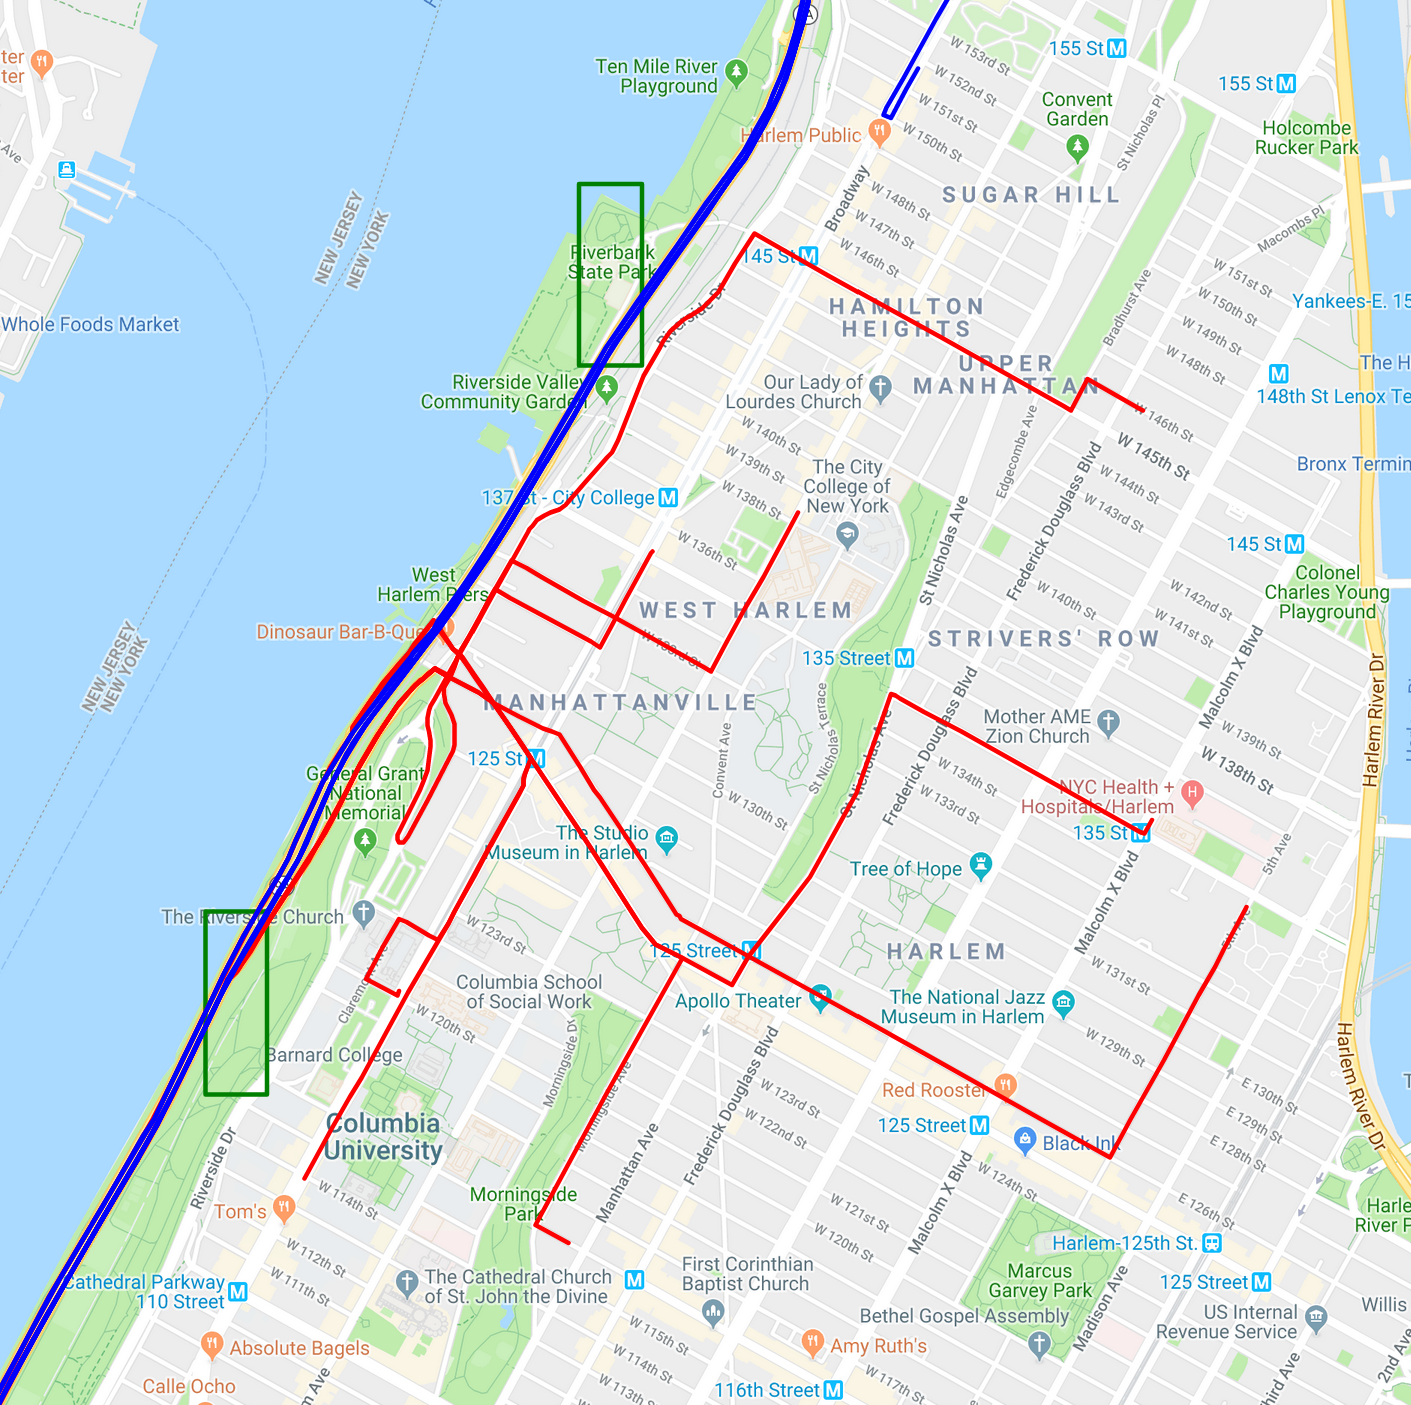 ter
ter
Ave
NEW JERSEY
NEW YORK
Ten Mile River
Playground
Harlem Public
W 153rd St
W 152nd St
W 151st St
W 150th St
155 St M
155 St M
Convent
Garden
St Nicholas Pl
Holcombe
Rucker Park
SUGAR HILL
Broadway
W 148th St
W 147th St
W 146th St
Macombs Pl
Riverbank
State Park
145 St M
Whole Foods Market
Riverside Dr
HAMILTON
HEIGHTS
UPPER
MANHATTAN
Bradhurst Ave
W 151st St
W 150th St
W 149th St
W 148th St
Yankees-E. 15
The H
148th St Lenox Te
Riverside Valley
Community Garden
Our Lady of
Lourdes Church
W 146th St
W 145th St
W 144th St
W 143rd St
Edgecombe Ave
Frederick Douglass Blvd
Bronx Termin
W 140th St
W 139th St
W 138th St
The City
College of
New York
137 St - City College M
W 136th St
145 St M
Colonel
Charles Young
Playground
West
Harlem Piers
WEST HARLEM
W 133rd St
St Nicholas Ave
W 140th St
W 142nd St
W 141st St
Dinosaur Bar-B-Que
NEW JERSEY
NEW YORK
STRIVERS' ROW
135 Street M
Malcolm X Blvd
Harlem River Dr
MANHATTANVILLE
Convent Ave
St Nicholas Terrace
St Nicholas Ave
Frederick Douglass Blvd
Mother AME
Zion Church
W 139th St
W 138th St
125 St M
General Grant
National
Memorial
W 130th St
W 134th St
W 133rd St
NYC Health +
Hospitals/Harlem
H
135 St M
The Studio
Museum in Harlem
Tree of Hope
5th Ave
The Riverside Church
W 123rd St
125 Street M
HARLEM
Malcolm X Blvd
5th Ave
W 131st St
Claremont Ave
Columbia School
of Social Work
W 120th St
Apollo Theater
The National Jazz
Museum in Harlem
W 129th St
Barnard College
Morningside Dr
Morningside Ave
Frederick Douglass Blvd
Red Rooster
125 Street M
Black Ink
E 130th St
E 129th St
E 128th St
Harlem River Dr
Columbia
University
W 123rd St
W 122nd St
Manhattan Ave
Riverside Dr
Tom's
W 114th St
Morningside
Park
W 124th St
W 121st St
W 120th St
Malcolm X Blvd
E 126th St
Harle
River P
W 112th St
W 111th St
Cathedral Parkway
110 Street M
The Cathedral Church
of St. John the Divine
M
First Corinthian
Baptist Church
Harlem-125th St.
Marcus
Garvey Park
125 Street M
Madison Ave
Bethel Gospel Assembly
US Internal
Revenue Service
Willis
Absolute Bagels
W 115th St
W 114th St
W 113th St
Amy Ruth's
Calle Ocho
m Ave
116th Street M
W 117th St
hird Ave
2nd Ave